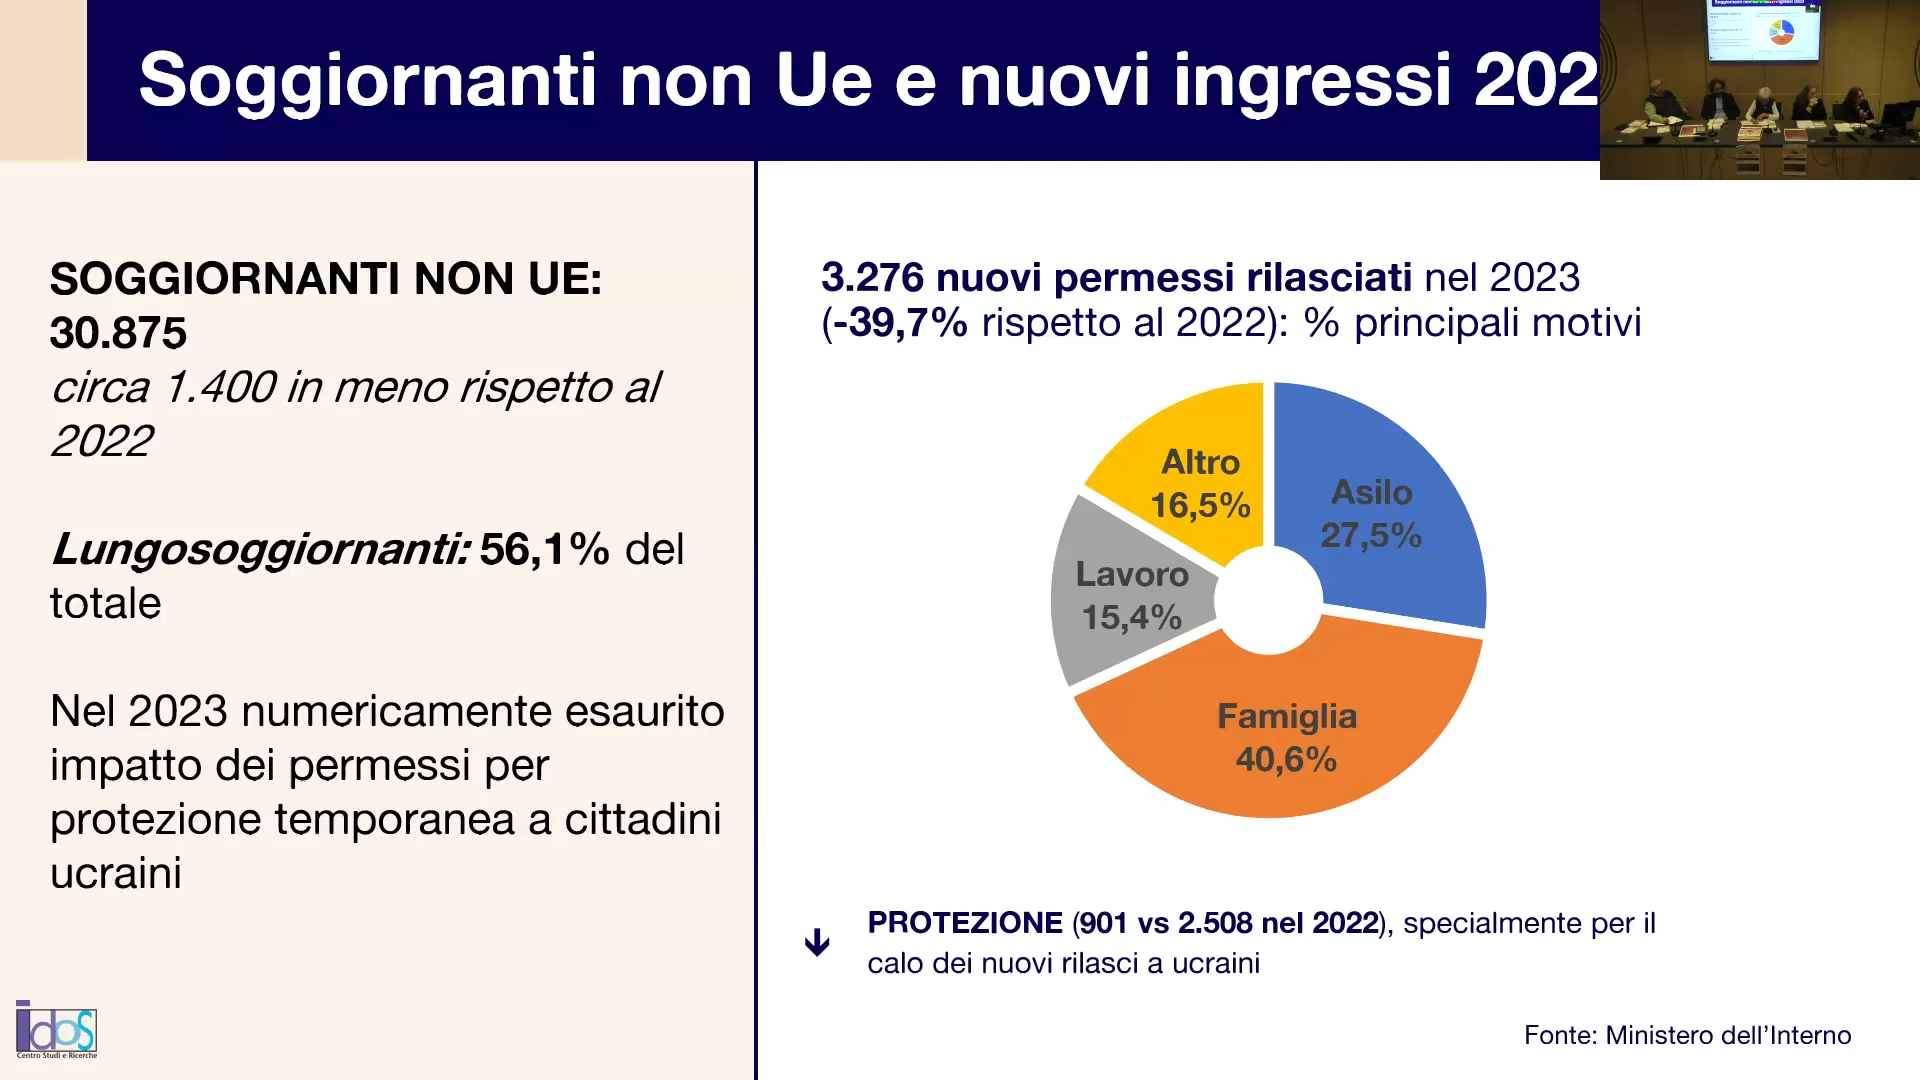 Soggiornanti non Ue e nuovi ingressi 202
SOGGIORNANTI NON UE:
30.875
circa 1.400 in meno rispetto al
2022
Lungosoggiornanti: 56,1% del
totale
Nel 2023 numericamente esaurito
impatto dei permessi per
protezione temporanea a cittadini
ucraini
3.276 nuovi permessi rilasciati nel 2023
(-39,7% rispetto al 2022): % principali motivi
Altro
16,5%
Asilo
27,5%
Lavoro
15,4%
Famiglia
40,6%
PROTEZIONE (901 vs 2.508 nel 2022), specialmente per il
calo dei nuovi rilasci a ucraini
Fonte: Ministero dell’Interno
idos
Centro Studi e Ricerche